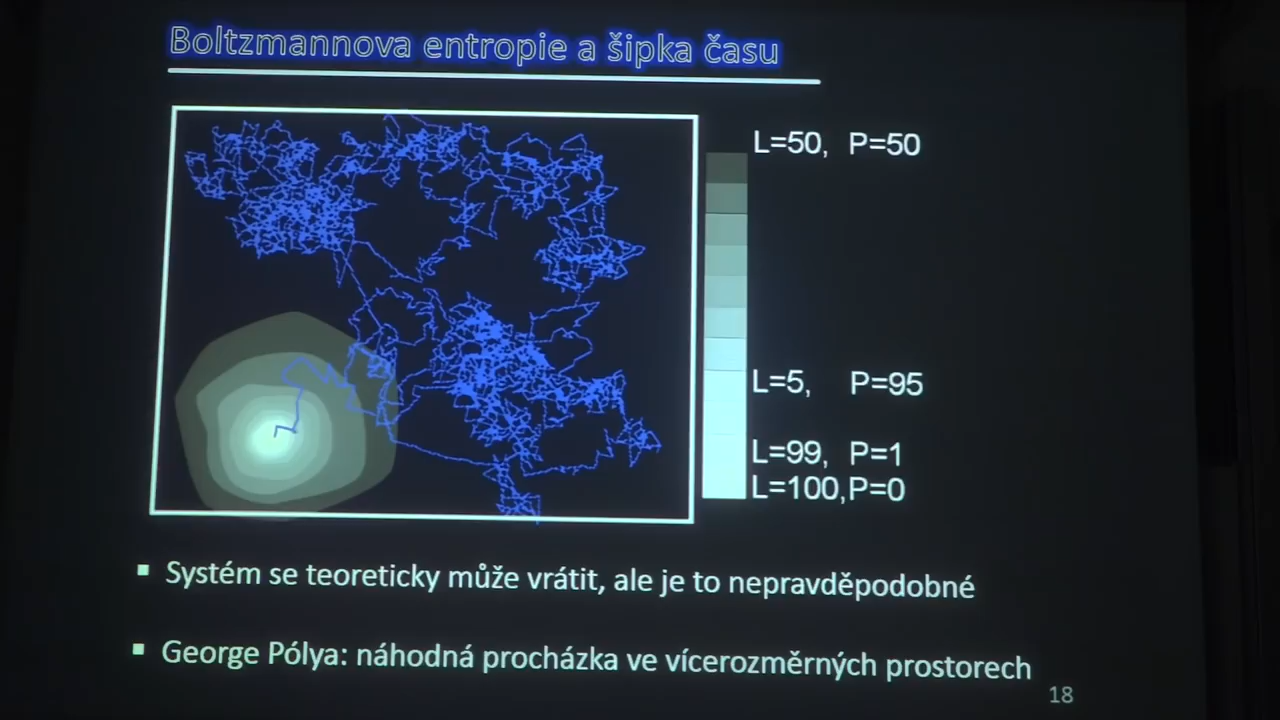 Boltzmannova entropie a šipka času
L=50, P=50
L=5, P=95
L=99, P=1
L=100,P=0
Systém se teoreticky může vrátit, ale je to nepravděpodobné
George Pólya: náhodná procházka ve vícerozměrných prostorech
18